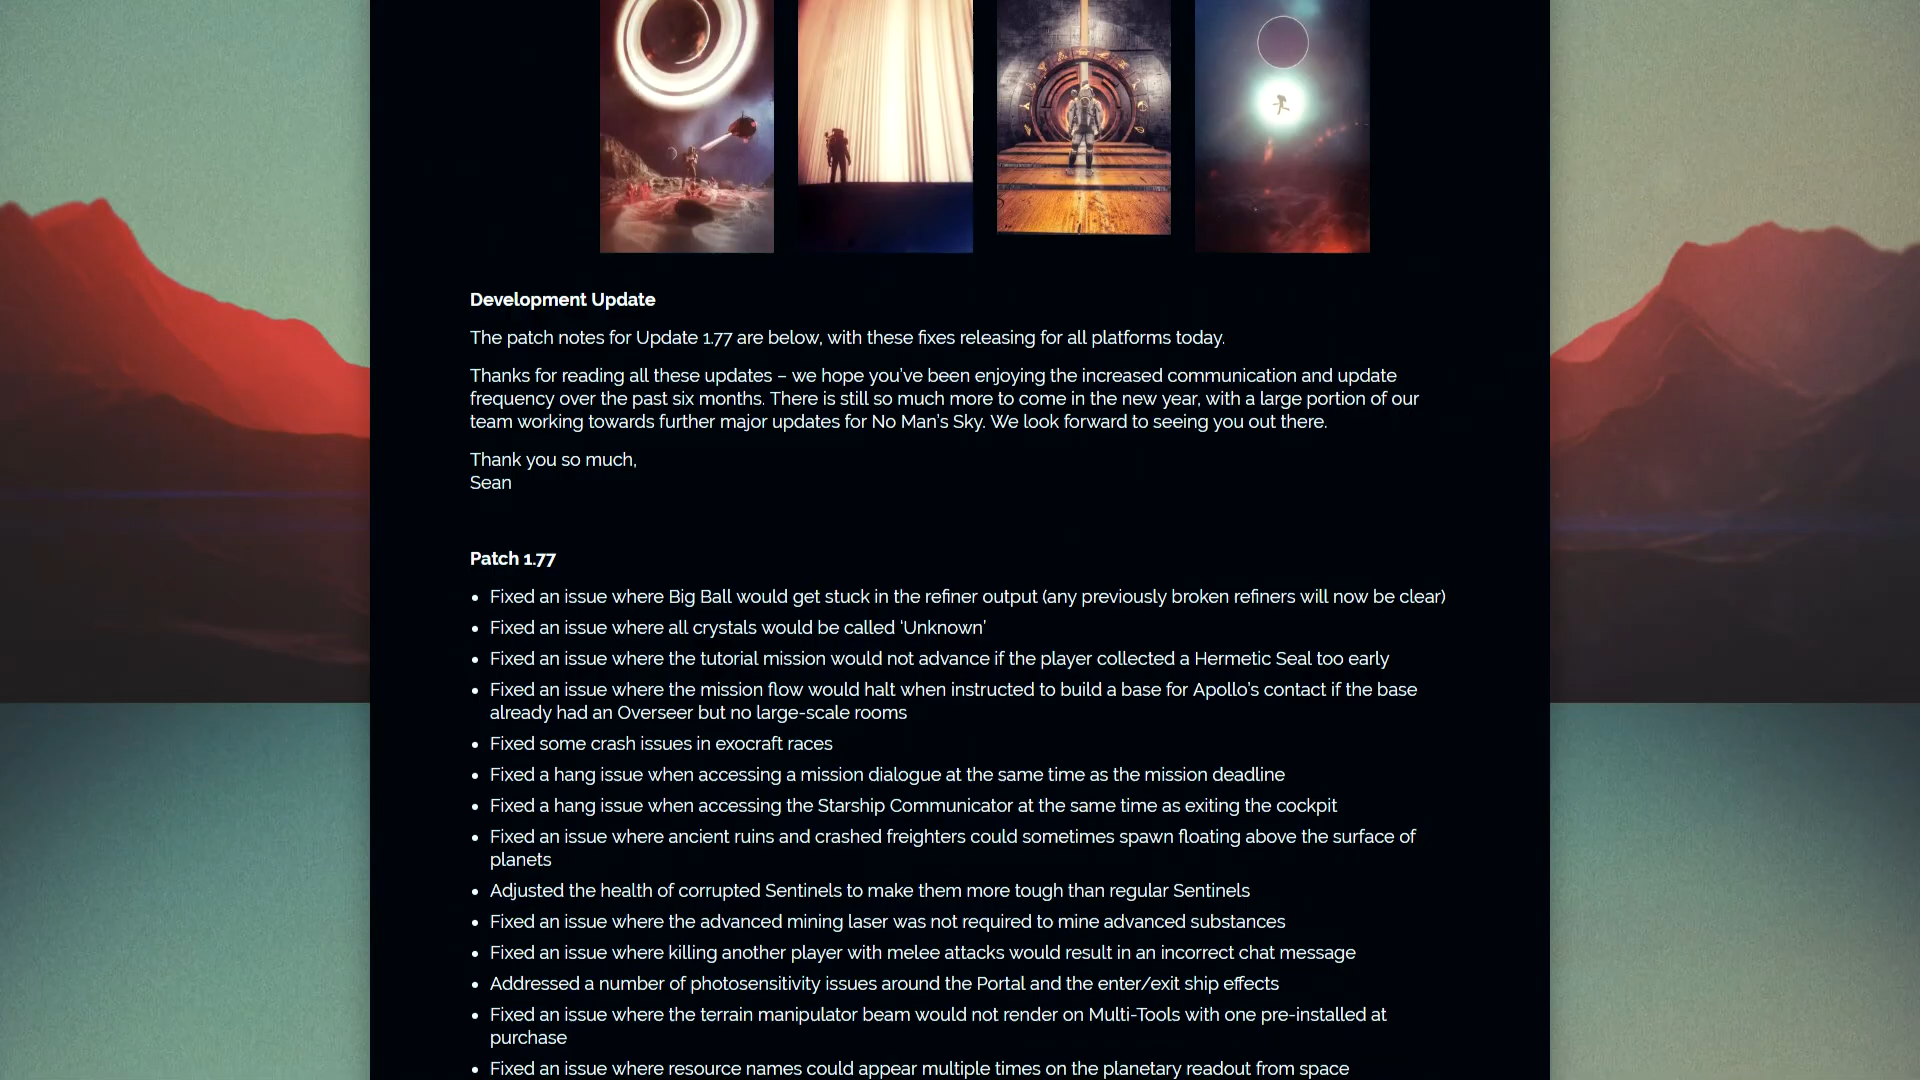 Development Update
The patch notes for Update 1.77 are below, with these fixes releasing for all platforms today.
Thanks for reading all these updates – we hope you've been enjoying the increased communication and update
frequency over the past six months. There is still so much more to come in the new year, with a large portion of our
team working towards further major updates for No Man's Sky. We look forward to seeing you out there.
Thank you so much,
Sean
Patch 1.77
• Fixed an issue where Big Ball would get stuck in the refiner output (any previously broken refiners will now be clear)
• Fixed an issue where all crystals would be called ‘Unknown’
• Fixed an issue where the tutorial mission would not advance if the player collected a Hermetic Seal too early
• Fixed an issue where the mission flow would halt when instructed to build a base for Apollo's contact if the base
already had an Overseer but no large-scale rooms
• Fixed some crash issues in exocraft races
• Fixed a hang issue when accessing a mission dialogue at the same time as the mission deadline
• Fixed a hang issue when accessing the Starship Communicator at the same time as exiting the cockpit
• Fixed an issue where ancient ruins and crashed freighters could sometimes spawn floating above the surface of
planets
• Adjusted the health of corrupted Sentinels to make them more tough than regular Sentinels
• Fixed an issue where the advanced mining laser was not required to mine advanced substances
• Fixed an issue where killing another player with melee attacks would result in an incorrect chat message
• Addressed a number of photosensitivity issues around the Portal and the enter/exit ship effects
• Fixed an issue where the terrain manipulator beam would not render on Multi-Tools with one pre-installed at
purchase
• Fixed an issue where resource names could appear multiple times on the planetary readout from space